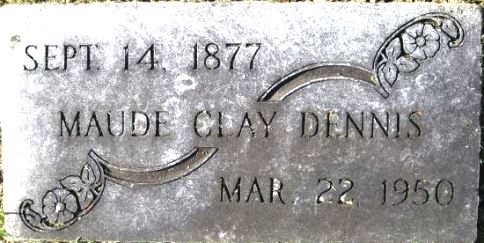 SEPT. 14, 1877
MAUDE CLAY DENNIS
MAR. 22, 1950